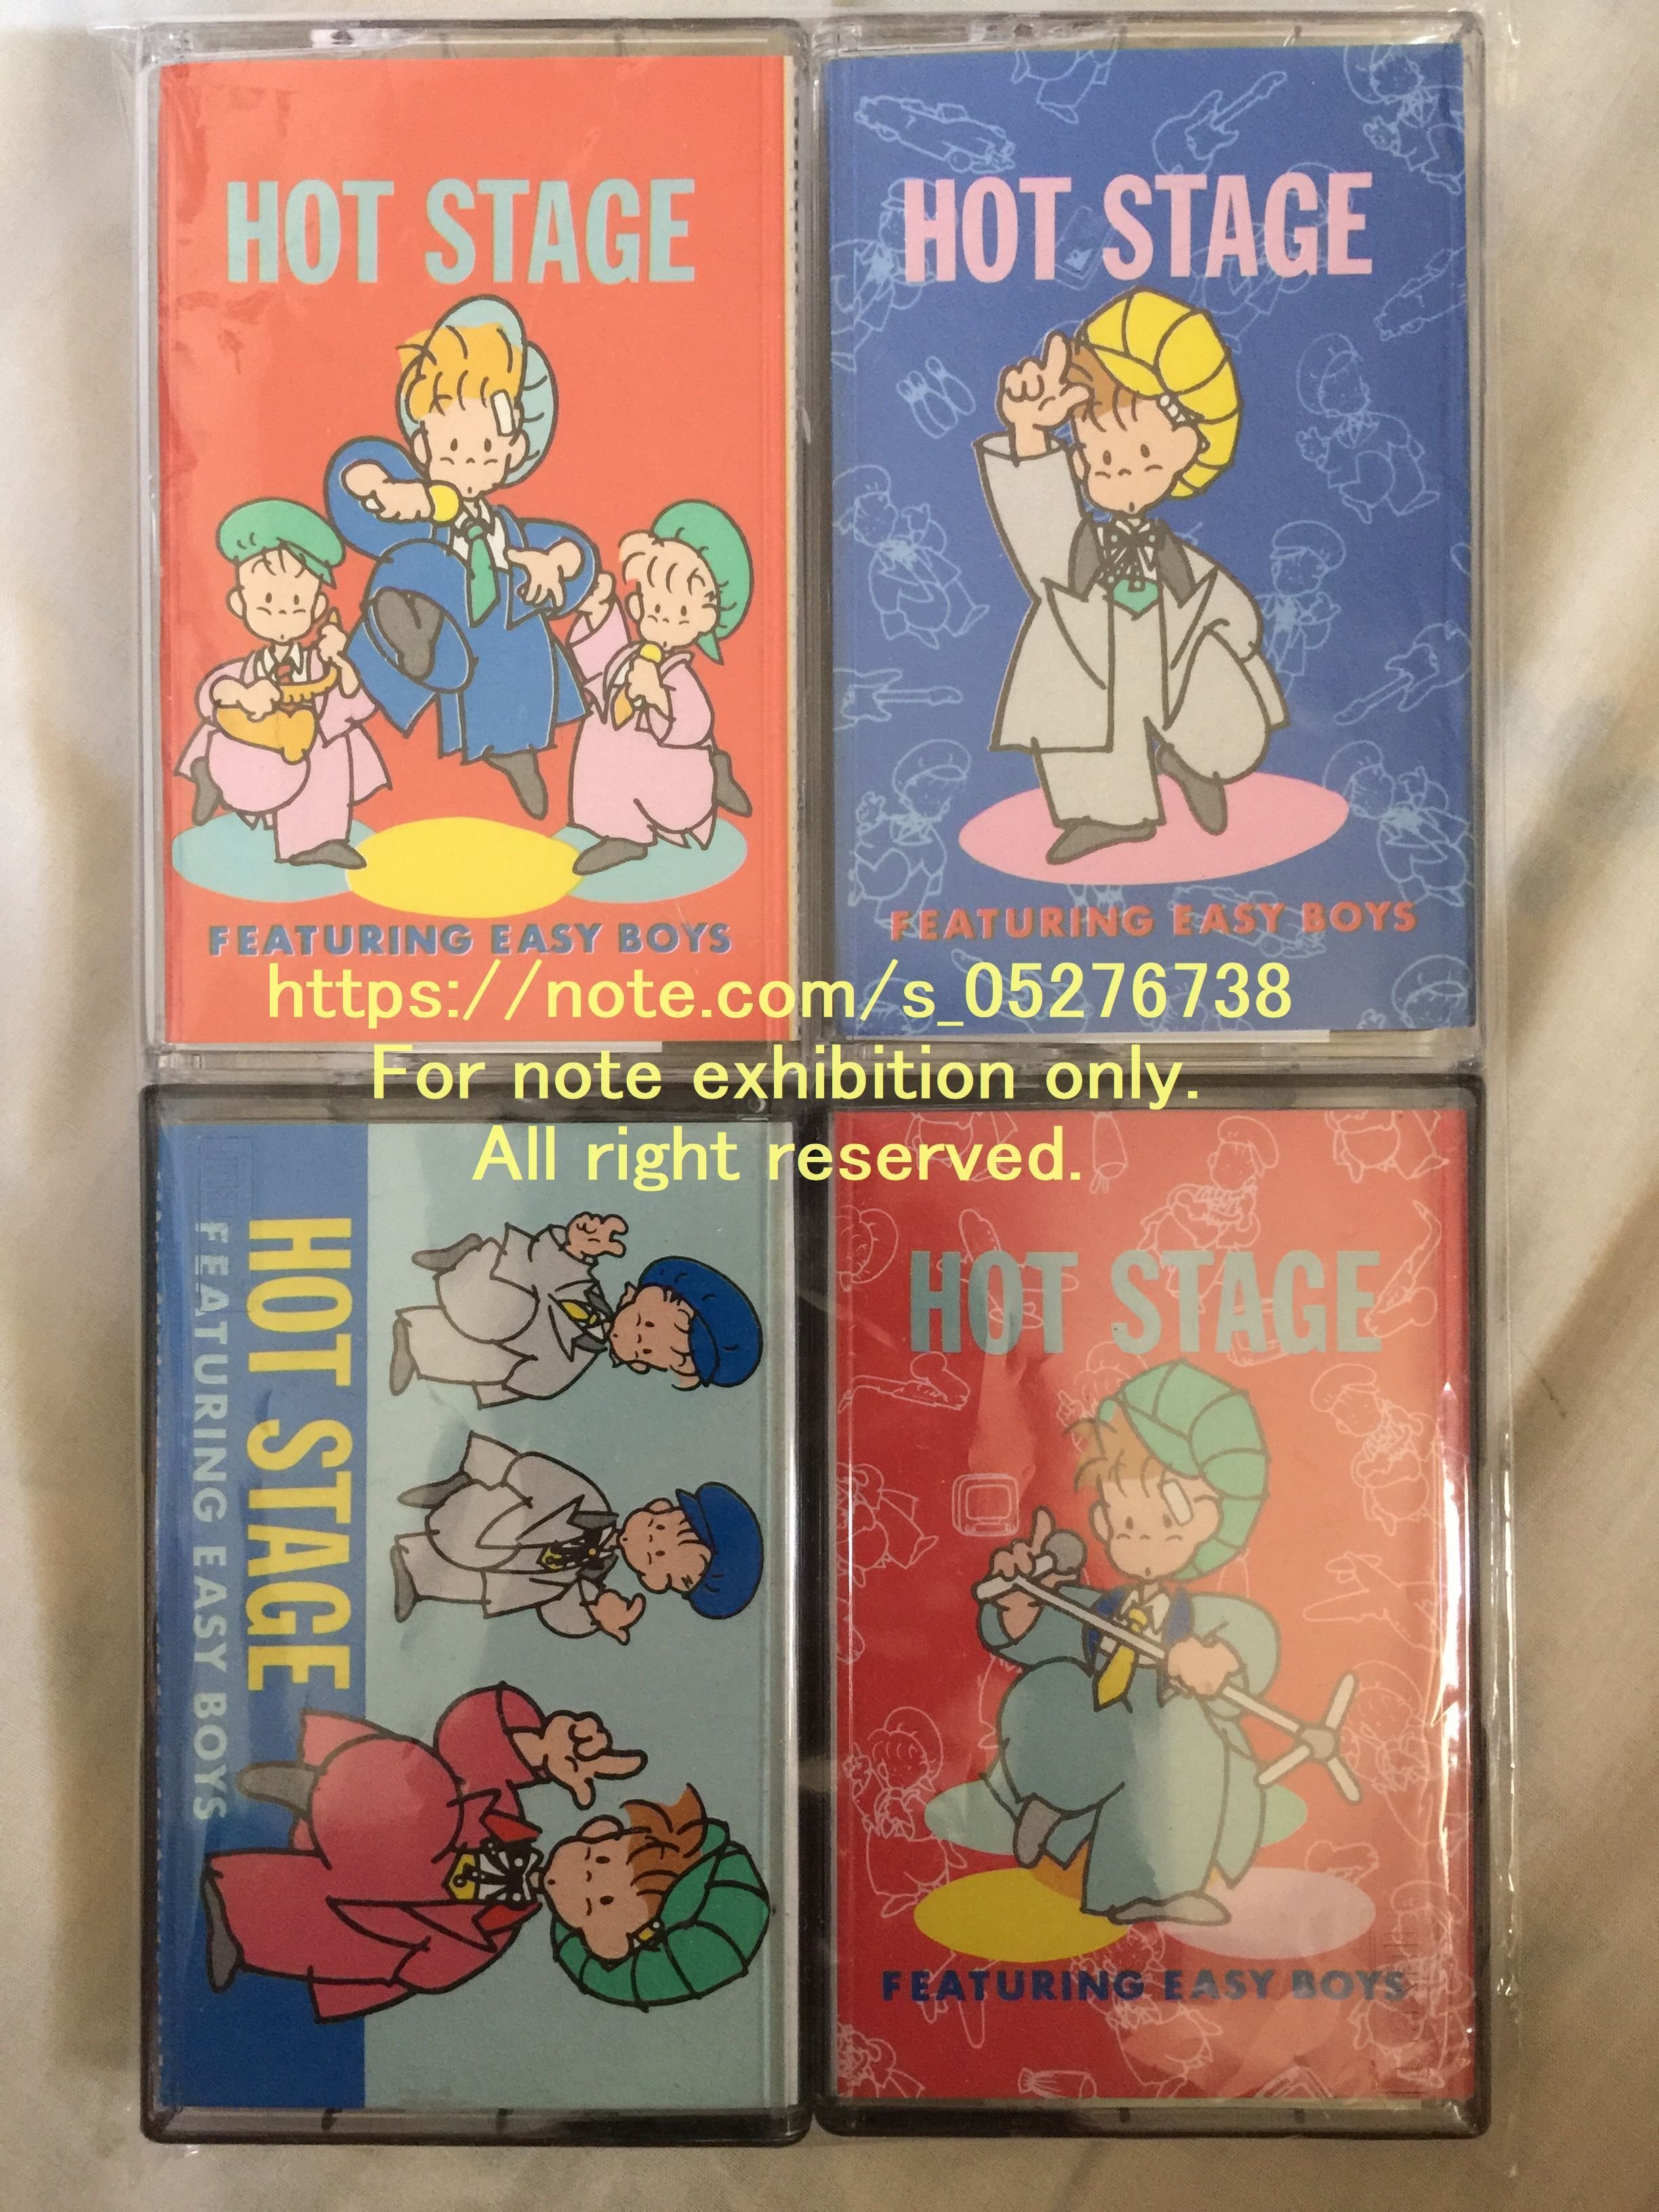 HOT STAGE
HOT STAGE
FEATURING EASY BOYS
FEATURING EASY BOYS
https://note.com/s_05276738
For note exhibition only.
All right reserved.
HOT STAGE
FEATURING EASY BOYS
HOT STAGE
FEATURING EASY BOYS